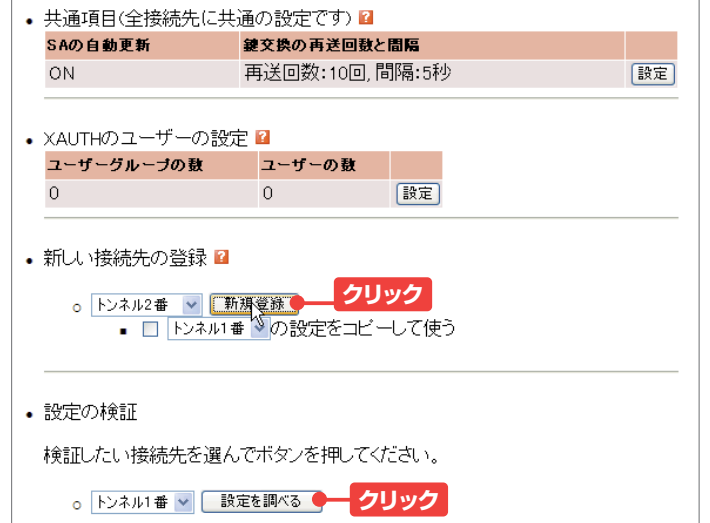 • 共通項目(全接続先に共通の設定です) ?
SAの自動更新 鍵交換の再送回数と間隔
ON 再送回数:10回, 間隔:5秒 設定
• XAUTHのユーザーの設定 ?
ユーザーグループの数 ユーザーの数
0 0 設定
• 新しい接続先の登録 ?
トンネル2番 新規登録 クリック
トンネル1番 の設定をコピーして使う
• 設定の検証
検証したい接続先を選んでボタンを押してください。
トンネル1番 設定を調べる クリック